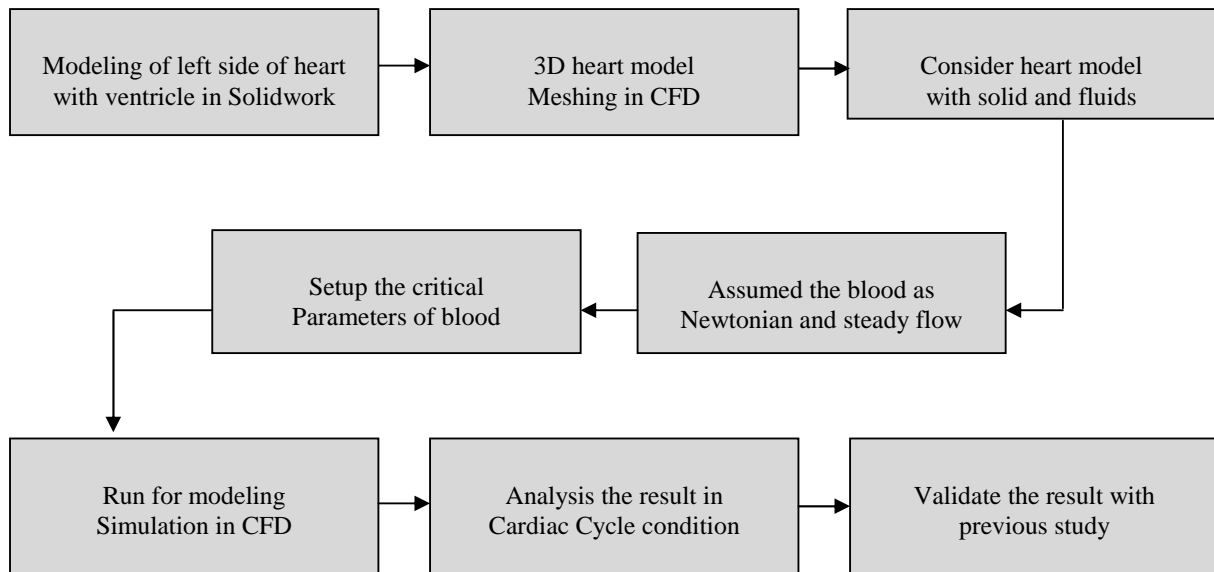 Modeling of left side of heart
with ventricle in Solidwork
3D heart model
Meshing in CFD
Consider heart model
with solid and fluids
Setup the critical
Parameters of blood
Assumed the blood as
Newtonian and steady flow
Run for modeling
Simulation in CFD
Analysis the result in
Cardiac Cycle condition
Validate the result with
previous study